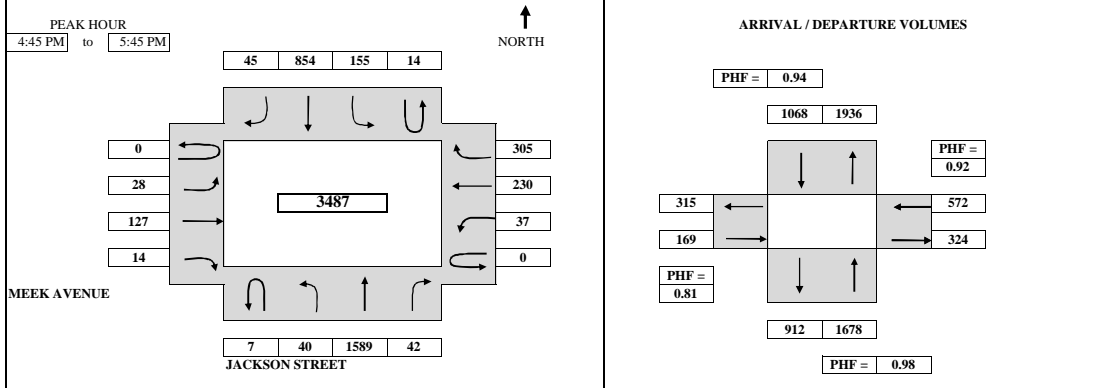 PEAK HOUR
4:45 PM to 5:45 PM
NORTH
45 854 155 14
0 305
28 230
3487
127 37
14 0
MEEK AVENUE
7 40 1589 42
JACKSON STREET
ARRIVAL / DEPARTURE VOLUMES
PHF = 0.94
1068 1936
PHF =
0.92
315 572
169 324
PHF =
0.81
912 1678
PHF = 0.98